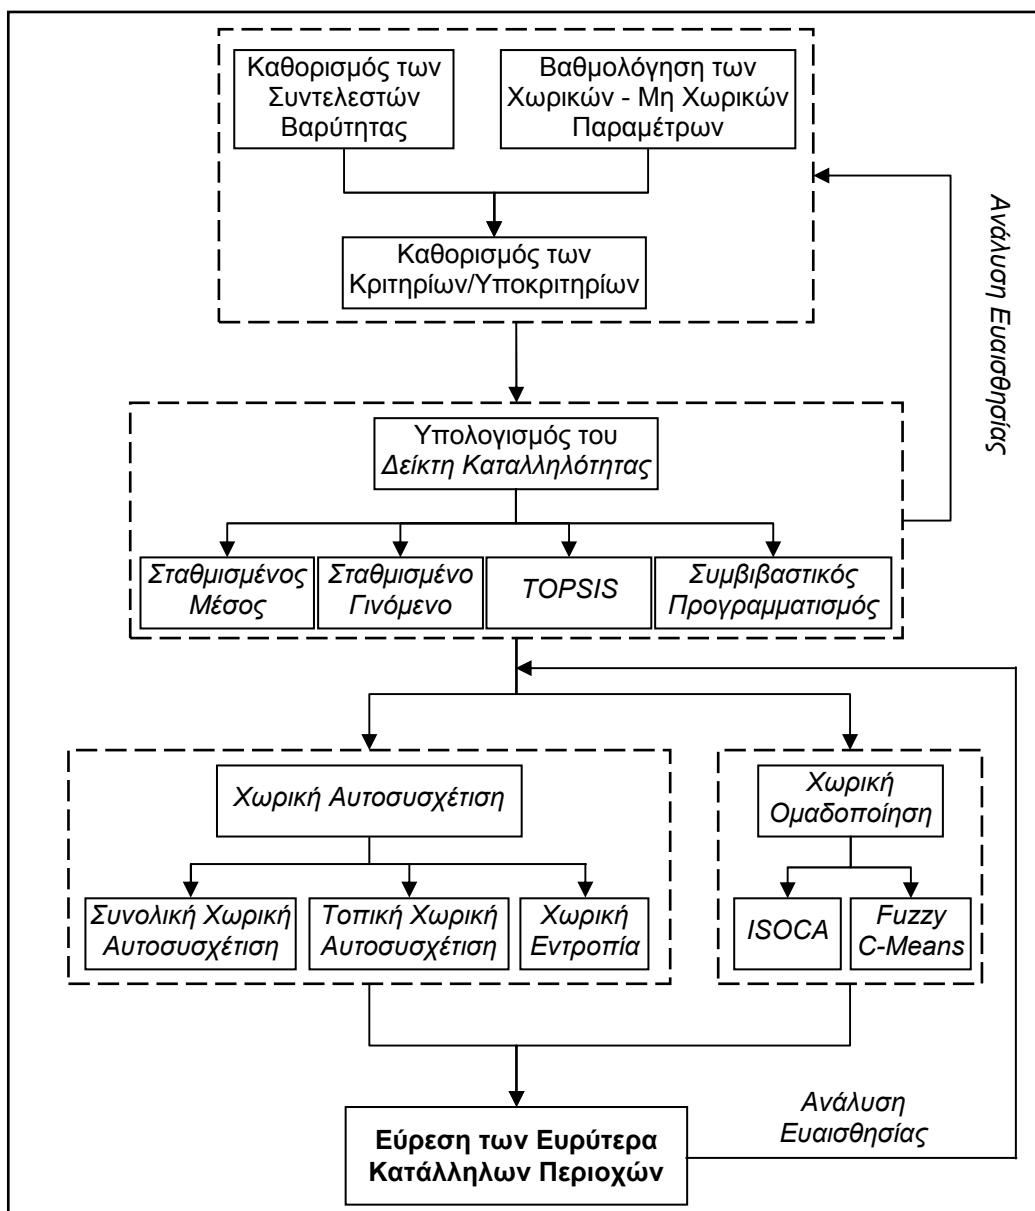 Καθορισμός των
Συντελεστών
Βαρύτητας
Βαθμολόγηση των
Χωρικών - Μη Χωρικών
Παραμέτρων
Καθορισμός των
Κριτηρίων/Υποκριτηρίων
Ανάλυση Ευαισθησίας
Υπολογισμός του
Δείκτη Καταλληλότητας
Σταθμισμένος
Μέσος
Σταθμισμένο
Γινόμενο
TOPSIS
Συμβιβαστικός
Προγραμματισμός
Χωρική Αυτοσυσχέτιση
Χωρική
Ομαδοποίηση
Συνολική Χωρική
Αυτοσυσχέτιση
Τοπική Χωρική
Αυτοσυσχέτιση
Χωρική
Εντροπία
ISOCA
Fuzzy
C-Means
Εύρεση των Ευρύτερα
Κατάλληλων Περιοχών
Ανάλυση
Ευαισθησίας